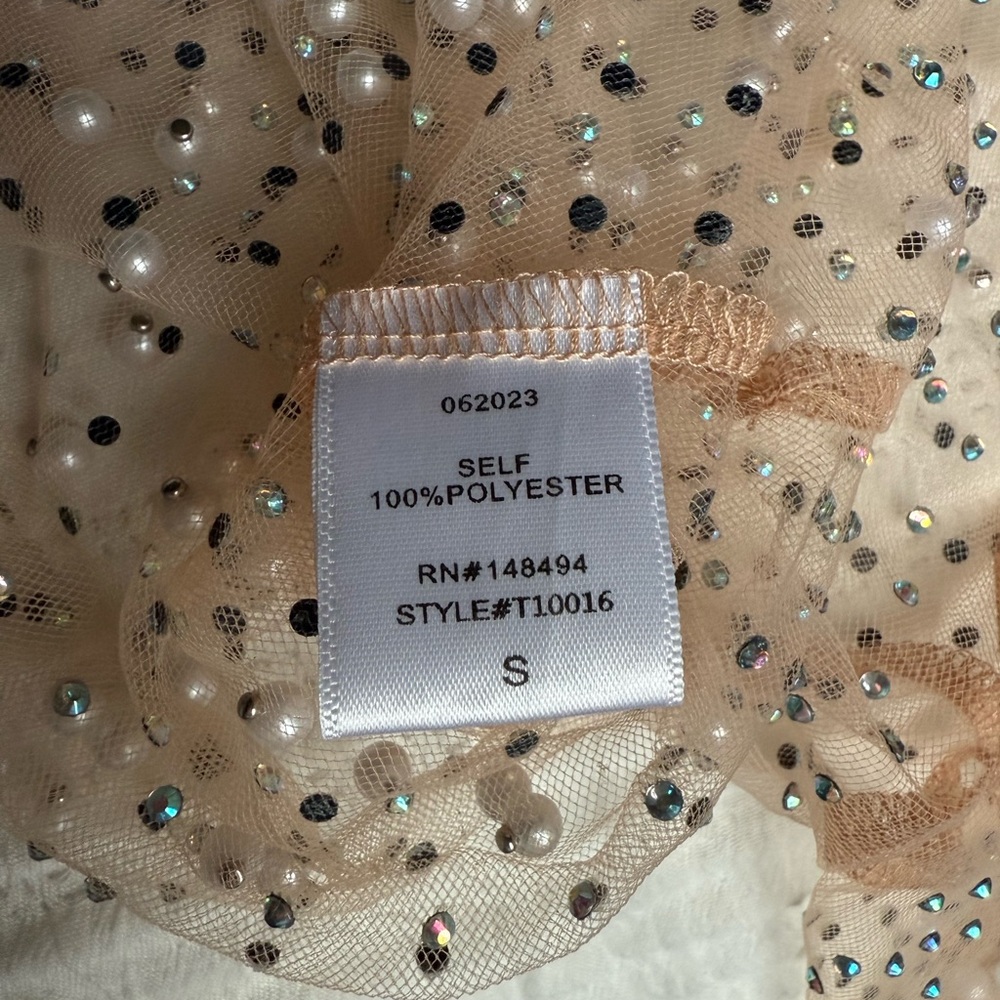 062023
SELF
100%POLYESTER
RN#148494
STYLE#T10016
S